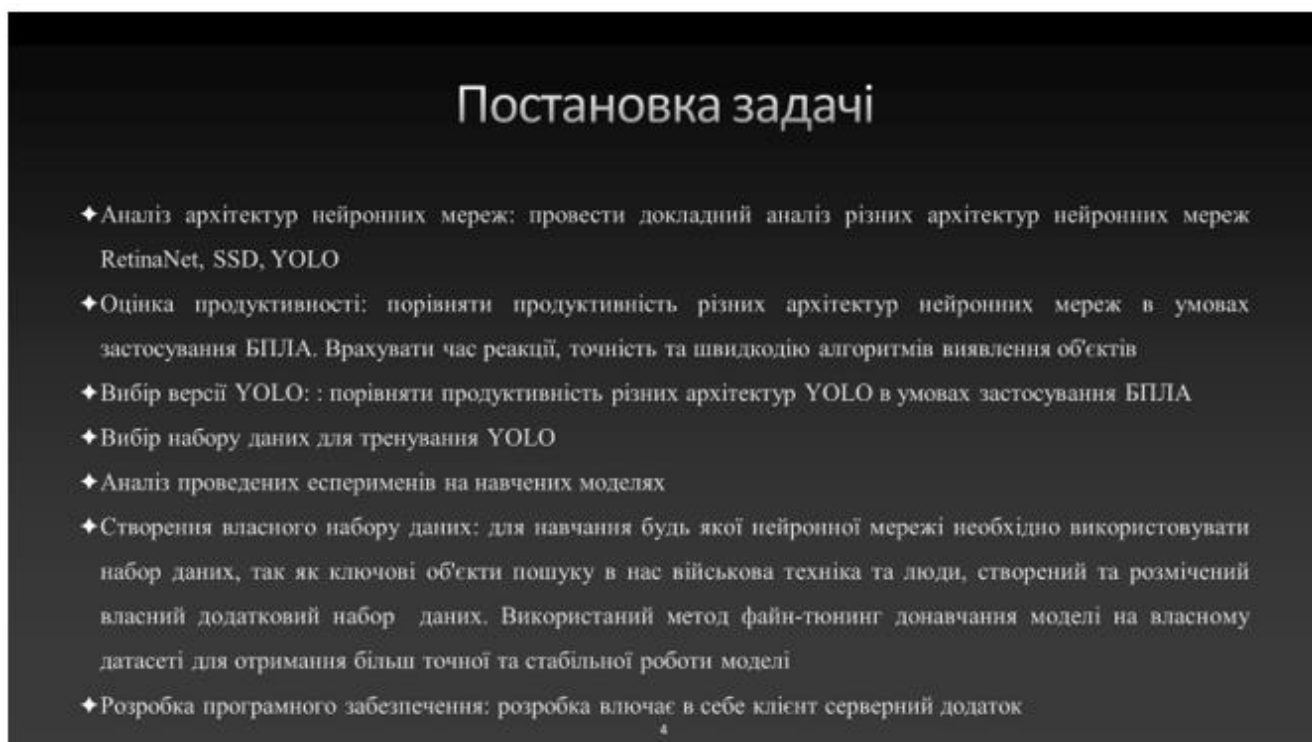 Постановка задачі
✦Аналіз архітектур нейронних мереж: провести докладний аналіз різних архітектур нейронних мереж
RetinaNet, SSD, YOLO
✦Оцінка продуктивності: порівняти продуктивність різних архітектур нейронних мереж в умовах
застосування БПЛА. Врахувати час реакції, точність та швидкодію алгоритмів виявлення об'єктів
✦Вибір версії YOLO: : порівняти продуктивність різних архітектур YOLO в умовах застосування БПЛА
✦Вибір набору даних для тренування YOLO
✦Аналіз проведених есперименів на навчених моделях
✦Створення власного набору даних: для навчання будь якої нейронної мережі необхідно використовувати
набор даних, так як ключові об'єкти пошуку в нас військова техніка та люди, створений та розмічений
власний додатковий набор даних. Використаний метод файн-тюнинг донавчання моделі на власному
датасеті для отримання більш точної та стабільної роботи моделі
✦Розробка програмного забезпечення: розробка влючає в себе клієнт серверний додаток
4